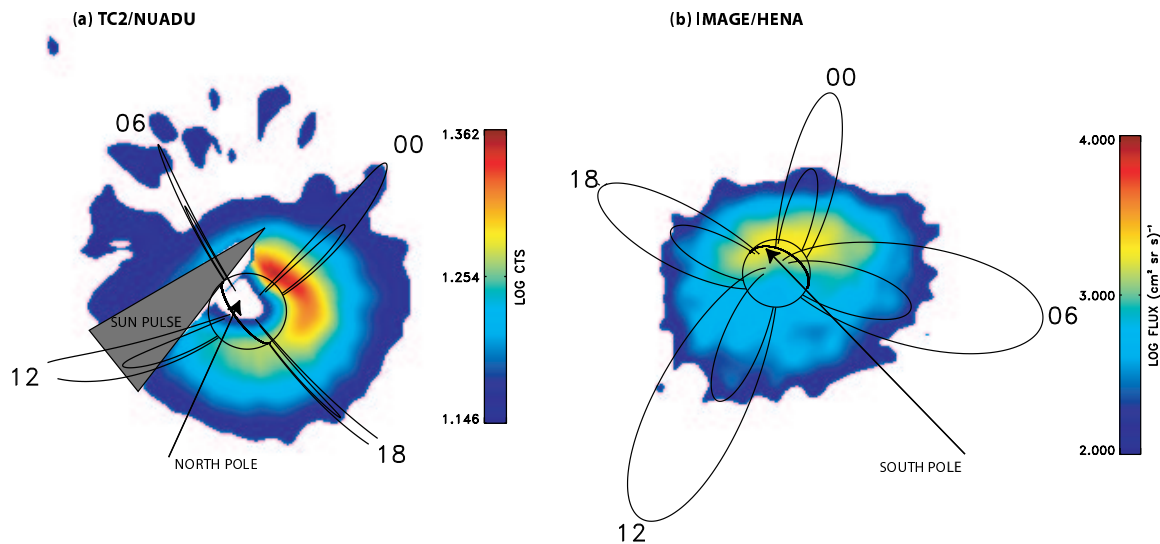 (a) TC2/NUADU
06
00
SUN PULSE
12
18
NORTH POLE
1.362
1.254
1.146
LOG CTS
(b) IMAGE/HENA
00
18
06
12
SOUTH POLE
4.000
3.000
2.000
LOG FLUX (cm² sr s)⁻¹